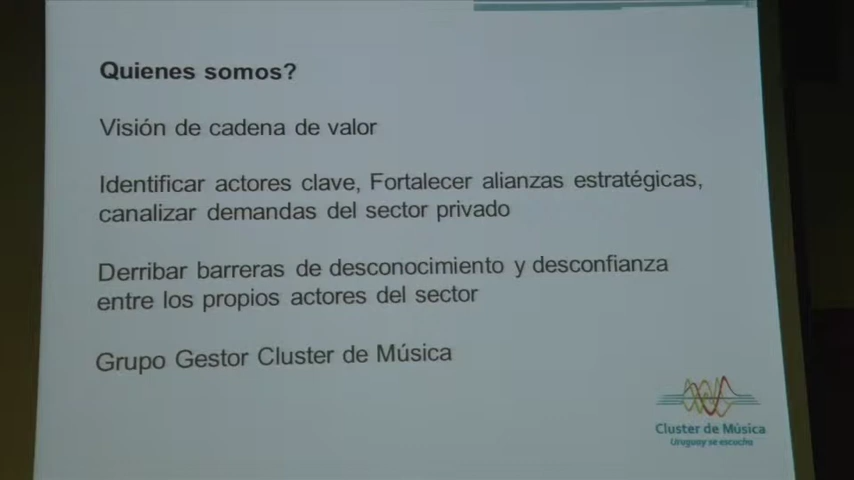 Quienes somos?
Visión de cadena de valor
Identificar actores clave, Fortalecer alianzas estratégicas,
canalizar demandas del sector privado
Derribar barreras de desconocimiento y desconfianza
entre los propios actores del sector
Grupo Gestor Cluster de Música
Cluster de Música
Uruguay se escucha